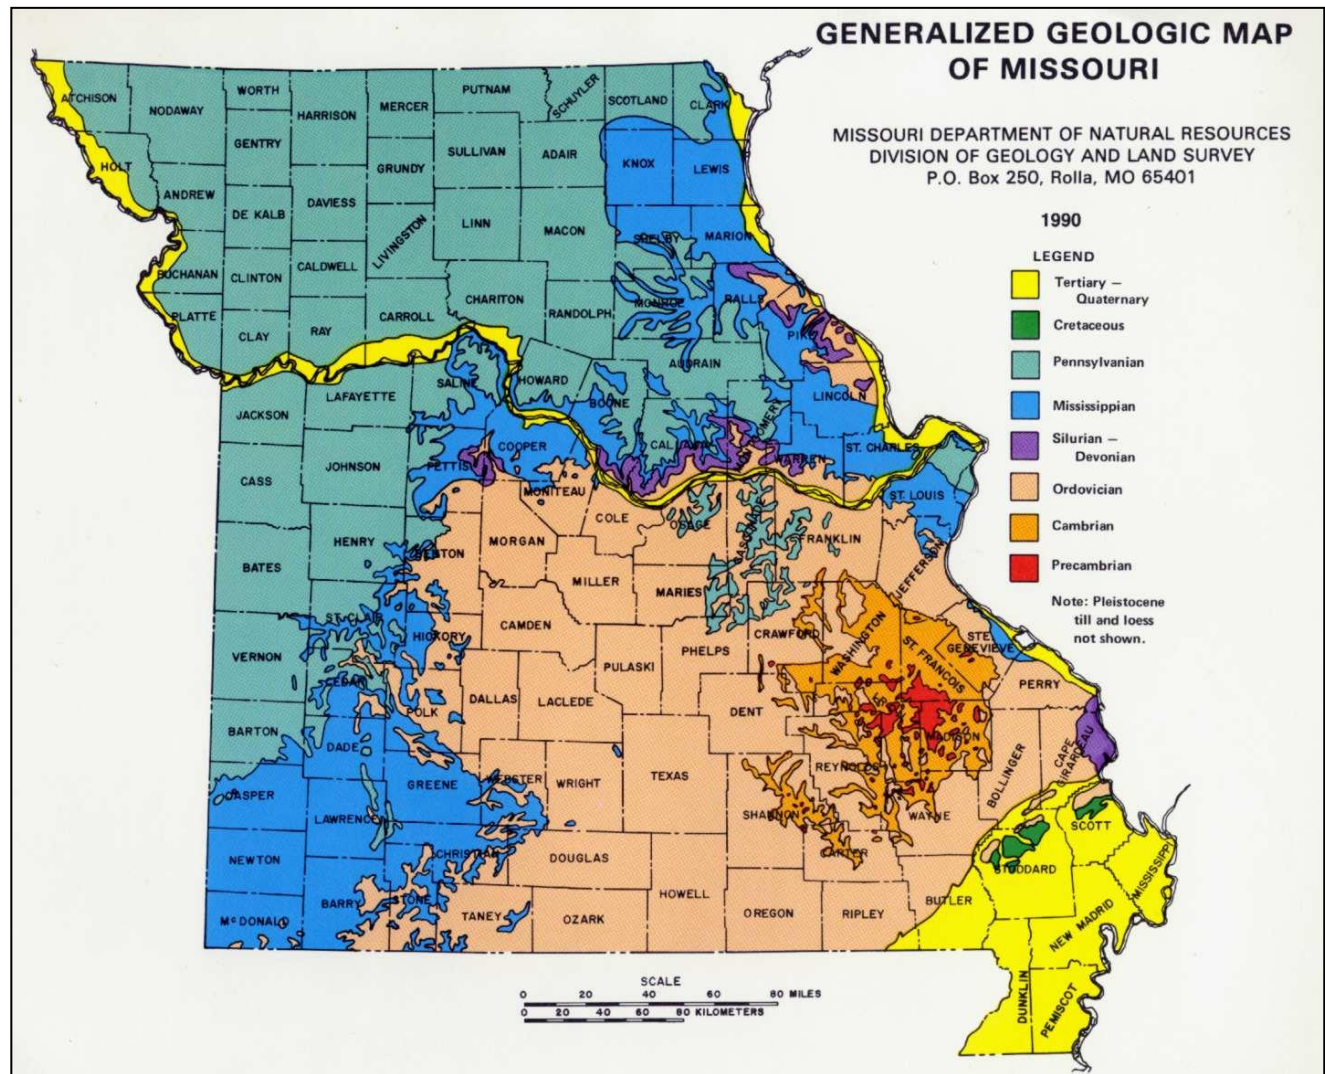 GENERALIZED GEOLOGIC MAP
OF MISSOURI
MISSOURI DEPARTMENT OF NATURAL RESOURCES
DIVISION OF GEOLOGY AND LAND SURVEY
P.O. Box 250, Rolla, MO 65401
1990
LEGEND
Tertiary –
Quaternary
Cretaceous
Pennsylvanian
Mississippian
Silurian –
Devonian
Ordovician
Cambrian
Precambrian
Note: Pleistocene
till and loess
not shown.
ATCHISON
NODAWAY
WORTH
HARRISON
MERCER
PUTNAM
SCHUYLER
SCOTLAND
CLARK
HOLT
ANDREW
GENTRY
GRUNDY
SULLIVAN
ADAIR
KNOX
LEWIS
DE KALB
DAVIESS
LIVINGSTON
LINN
MACON
SHELBY
MARION
BUCHANAN
CLINTON
CALDWELL
CHARITON
RANDOLPH
MONROE
RALLS
PLATTE
CLAY
RAY
CARROLL
PIKE
AUDRAIN
SALINE
HOWARD
BOONE
LINCOLN
JACKSON
LAFAYETTE
CALLAWAY
MONTGOMERY
WARREN
ST. CHARLES
CASS
JOHNSON
PETTIS
COOPER
MONITEAU
COLE
OSAGE
GASCONADE
FRANKLIN
ST. LOUIS
JEFFERSON
BATES
HENRY
BENTON
MORGAN
MILLER
MARIES
ST. CLAIR
HICKORY
CAMDEN
PULASKI
PHELPS
CRAWFORD
WASHINGTON
ST. FRANCOIS
STE.
GENEVIEVE
VERNON
CEDAR
POLK
DALLAS
LACLEDE
DENT
PERRY
BARTON
DADE
MADISON
BOLLINGER
CAPE
GIRARDEAU
JASPER
GREENE
WEBSTER
WRIGHT
TEXAS
REYNOLDS
SHANNON
WAYNE
LAWRENCE
SCOTT
NEWTON
CHRISTIAN
DOUGLAS
CARTER
STODDARD
MISSISSIPPI
McDONALD
BARRY
STONE
TANEY
OZARK
HOWELL
OREGON
RIPLEY
BUTLER
NEW MADRID
DUNKLIN
PEMISCOT
SCALE
0 20 40 60 80 MILES
0 20 40 60 80 KILOMETERS